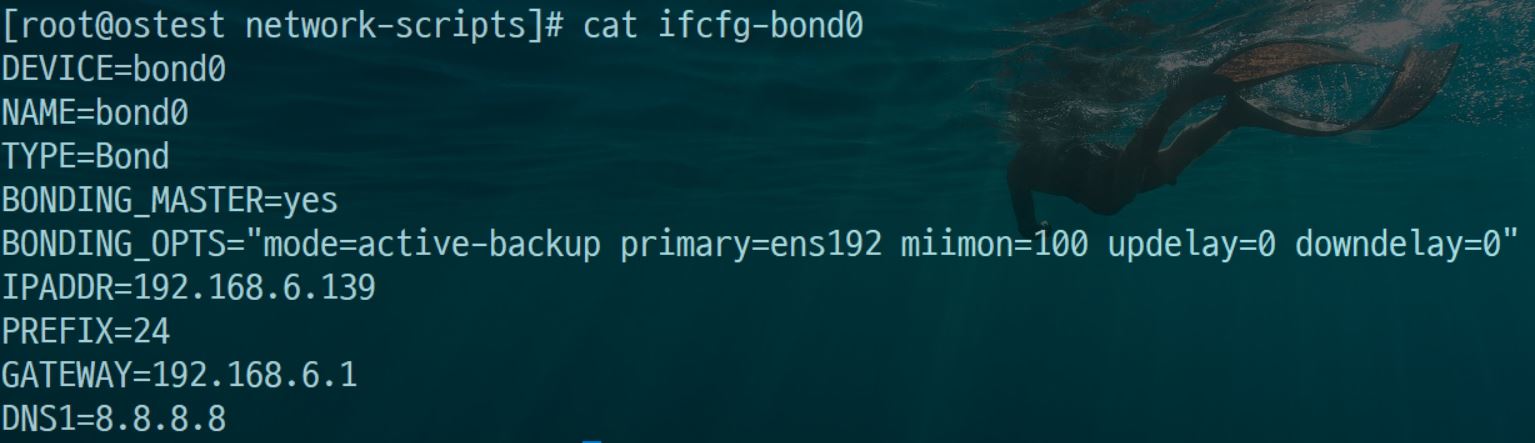 [root@ostest network-scripts]# cat ifcfg-bond0
DEVICE=bond0
NAME=bond0
TYPE=Bond
BONDING_MASTER=yes
BONDING_OPTS="mode=active-backup primary=ens192 miimon=100 updelay=0 downdelay=0"
IPADDR=192.168.6.139
PREFIX=24
GATEWAY=192.168.6.1
DNS1=8.8.8.8